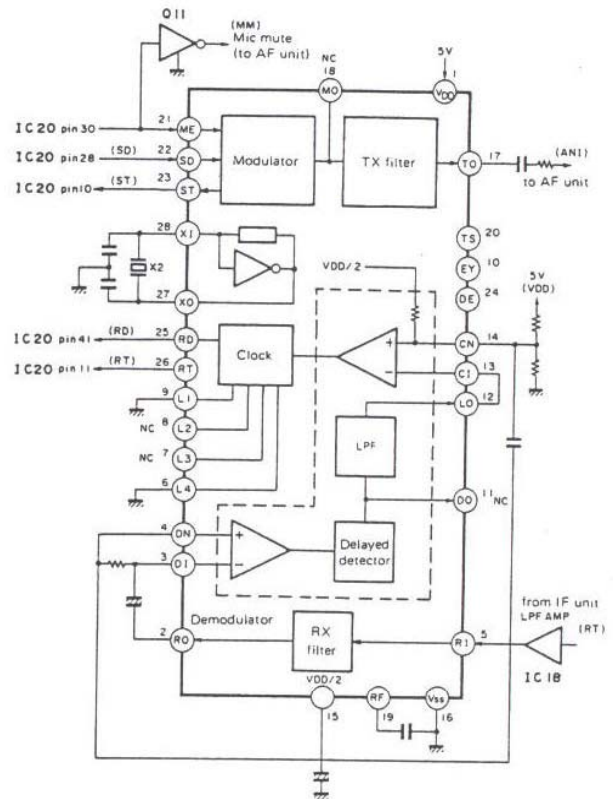 Q11
(MM)
Mic mute
(to AF unit)
NC
18
MO
5V
1
VDD
IC20 pin30
21
ME
IC20 pin28
(SD)
22
SD
IC20 pin10
(ST)
23
ST
Modulator
TX filter
TO
17
(ANI)
to AF unit
28
XI
X2
27
XO
TS
20
EY
10
DE
24
VDD/2
5V
(VDD)
IC20 pin41
(RD)
25
RD
IC20 pin11
(RT)
26
RT
Clock
+
−
CN
14
CI
13
LO
12
9
L1
NC
8
L2
NC
7
L3
6
L4
LPF
DO
11 NC
4
DN
3
DI
+
−
Delayed
detector
2
RO
Demodulator
RX
filter
RI
5
from IF unit
LPF AMP
(RT)
IC18
VDD/2
15
RF
19
Vss
16